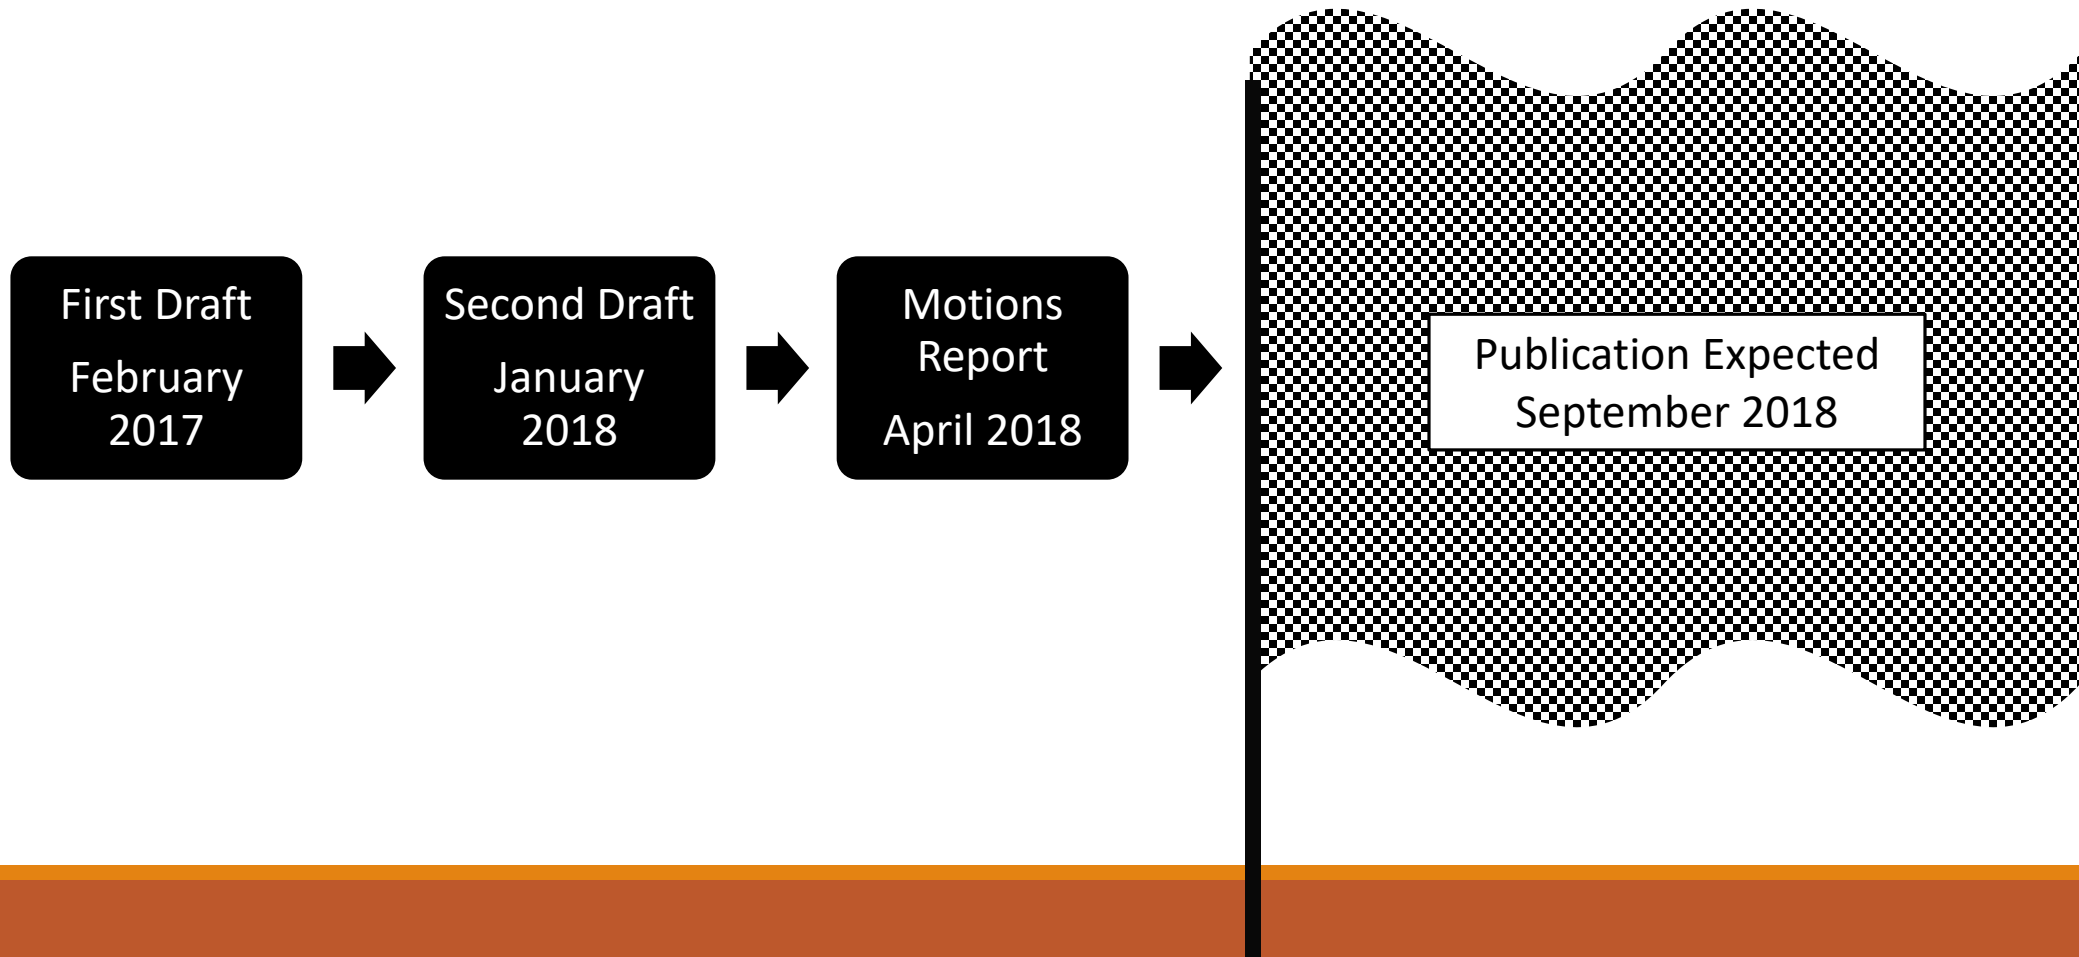 First Draft
February
2017
Second Draft
January
2018
Motions
Report
April 2018
Publication Expected
September 2018